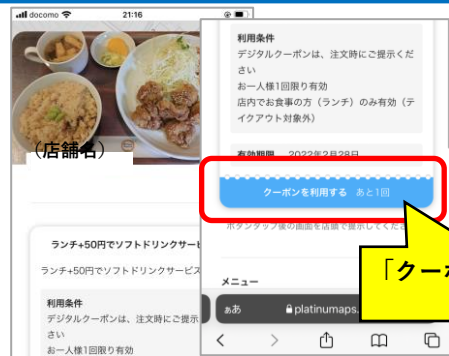 docomo 21:16
(店舗名)
ランチ+50円でソフトドリンクサー
ランチ+50円でソフトドリンクサービス
利用条件
デジタルクーポンは、注文時にご提示
さい
お一人様1回限り有効
利用条件
デジタルクーポンは、注文時にご提示くだ
さい
お一人様1回限り有効
店内でお食事の方(ランチ)のみ有効(テ
イクアウト対象外)
有効期間 2022年2月28日
クーポンを利用する あと1回
ボタンタップ後の画面を店頭で提示してくださ
メニュー
ああ platinumaps.
「クーポ